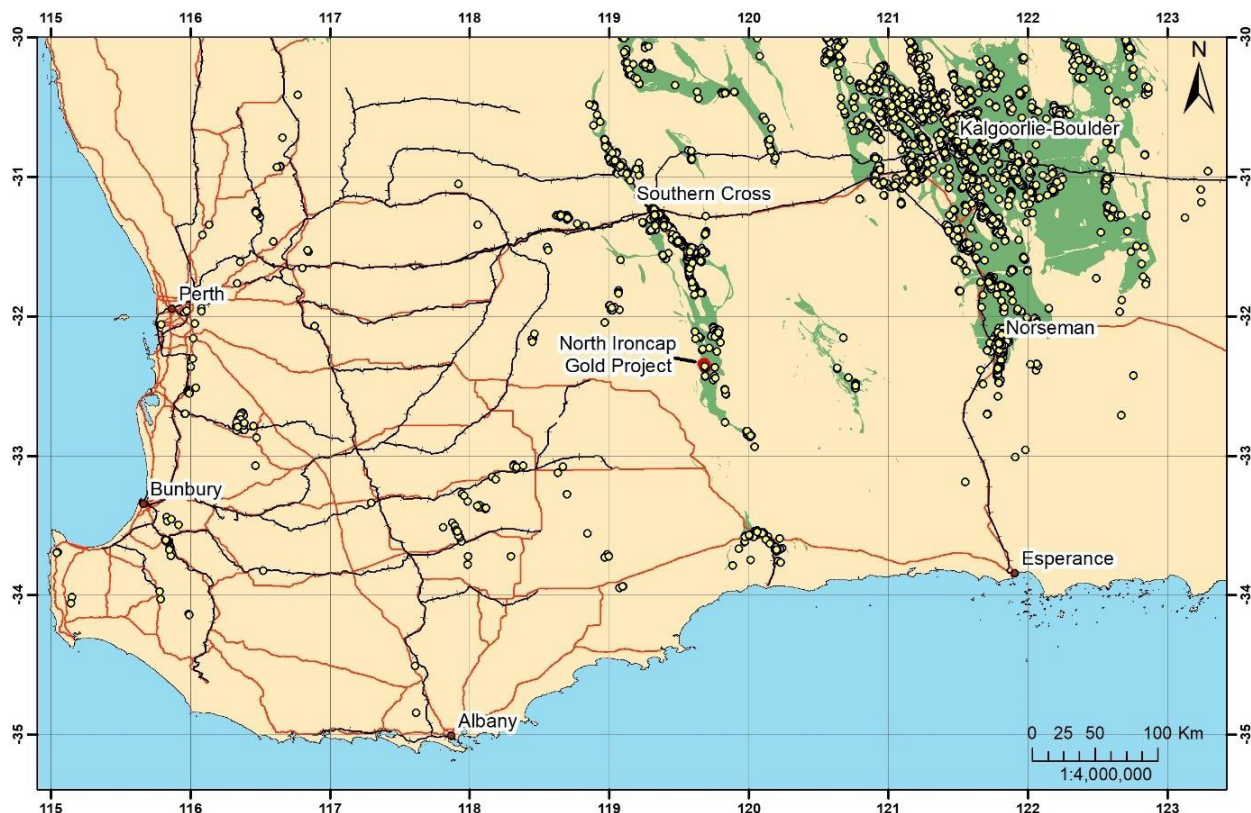 115 116 117 118 119 120 121 122 123
-30 -30
N
Kalgoorlie-Boulder
-31 -31
Southern Cross
Perth
-32 -32
Norseman
North Ironcap
Gold Project
-33 -33
Bunbury
Esperance
-34 -34
Albany
-35 -35
0 25 50 100 Km
1:4,000,000
115 116 117 118 119 120 121 122 123